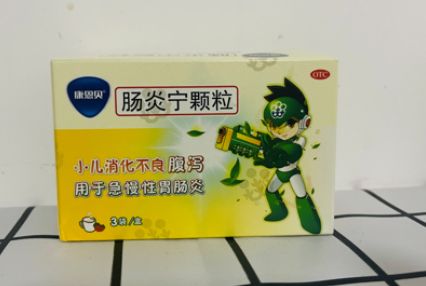 康恩贝
肠炎宁颗粒
OTC
小儿消化不良 腹泻
用于急慢性胃肠炎
3袋/盒